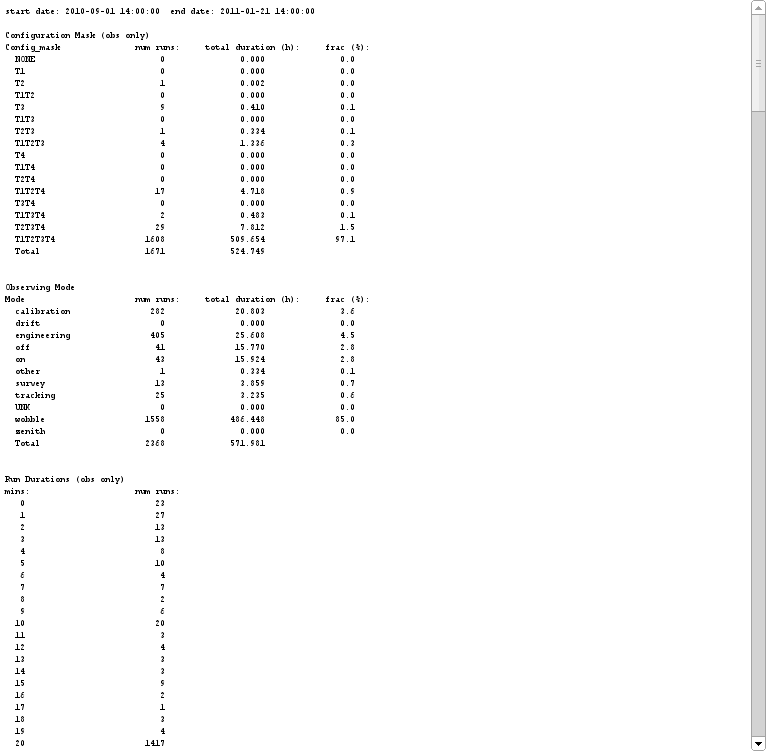 start date: 2010-09-01 14:00:00  end date: 2011-01-21 14:00:00
Configuration Mask (obs only)
Config_mask num runs: total duration (h): frac (%):
NONE 0 0.000 0.0
T1 0 0.000 0.0
T2 1 0.002 0.0
T1T2 0 0.000 0.0
T3 9 0.410 0.1
T1T3 0 0.000 0.0
T2T3 1 0.334 0.1
T1T2T3 4 1.336 0.3
T4 0 0.000 0.0
T1T4 0 0.000 0.0
T2T4 0 0.000 0.0
T1T2T4 17 4.718 0.9
T3T4 0 0.000 0.0
T1T3T4 2 0.483 0.1
T2T3T4 29 7.812 1.5
T1T2T3T4 1608 509.654 97.1
Total 1671 524.749
Observing Mode
Mode num runs: total duration (h): frac (%):
calibration 282 20.803 3.6
drift 0 0.000 0.0
engineering 405 25.608 4.5
off 41 15.770 2.8
on 43 15.924 2.8
other 1 0.334 0.1
survey 13 3.859 0.7
tracking 25 3.235 0.6
UNK 0 0.000 0.0
wobble 1558 486.448 85.0
zenith 0 0.000 0.0
Total 2368 571.981
Run Durations (obs only)
mins: num runs:
0 23
1 27
2 13
3 13
4 8
5 10
6 4
7 7
8 2
9 6
10 20
11 3
12 4
13 3
14 3
15 9
16 2
17 1
18 3
19 4
20 1417